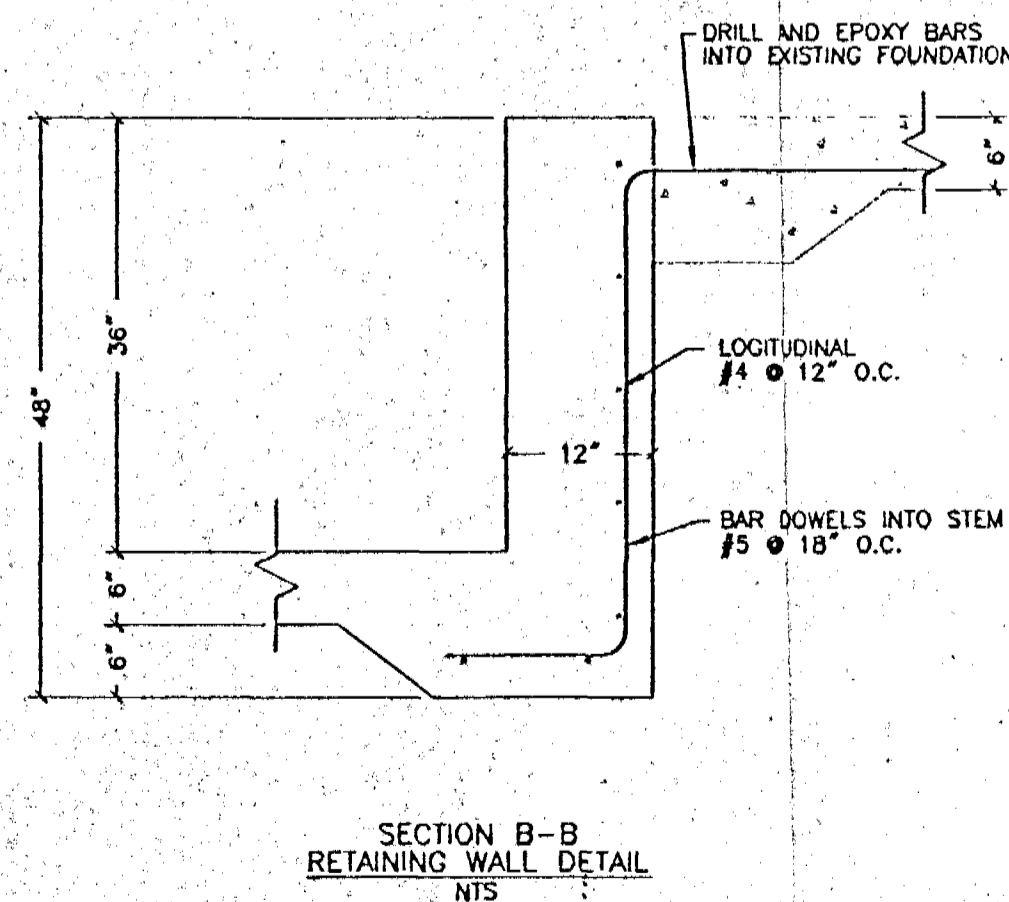 DRILL AND EPOXY BARS
INTO EXISTING FOUNDATION
6"
48"
36"
LOGITUDINAL
#4 @ 12" O.C.
12"
BAR DOWELS INTO STEM
#5 @ 18" O.C.
6"
6"
SECTION B-B
RETAINING WALL DETAIL
NTS